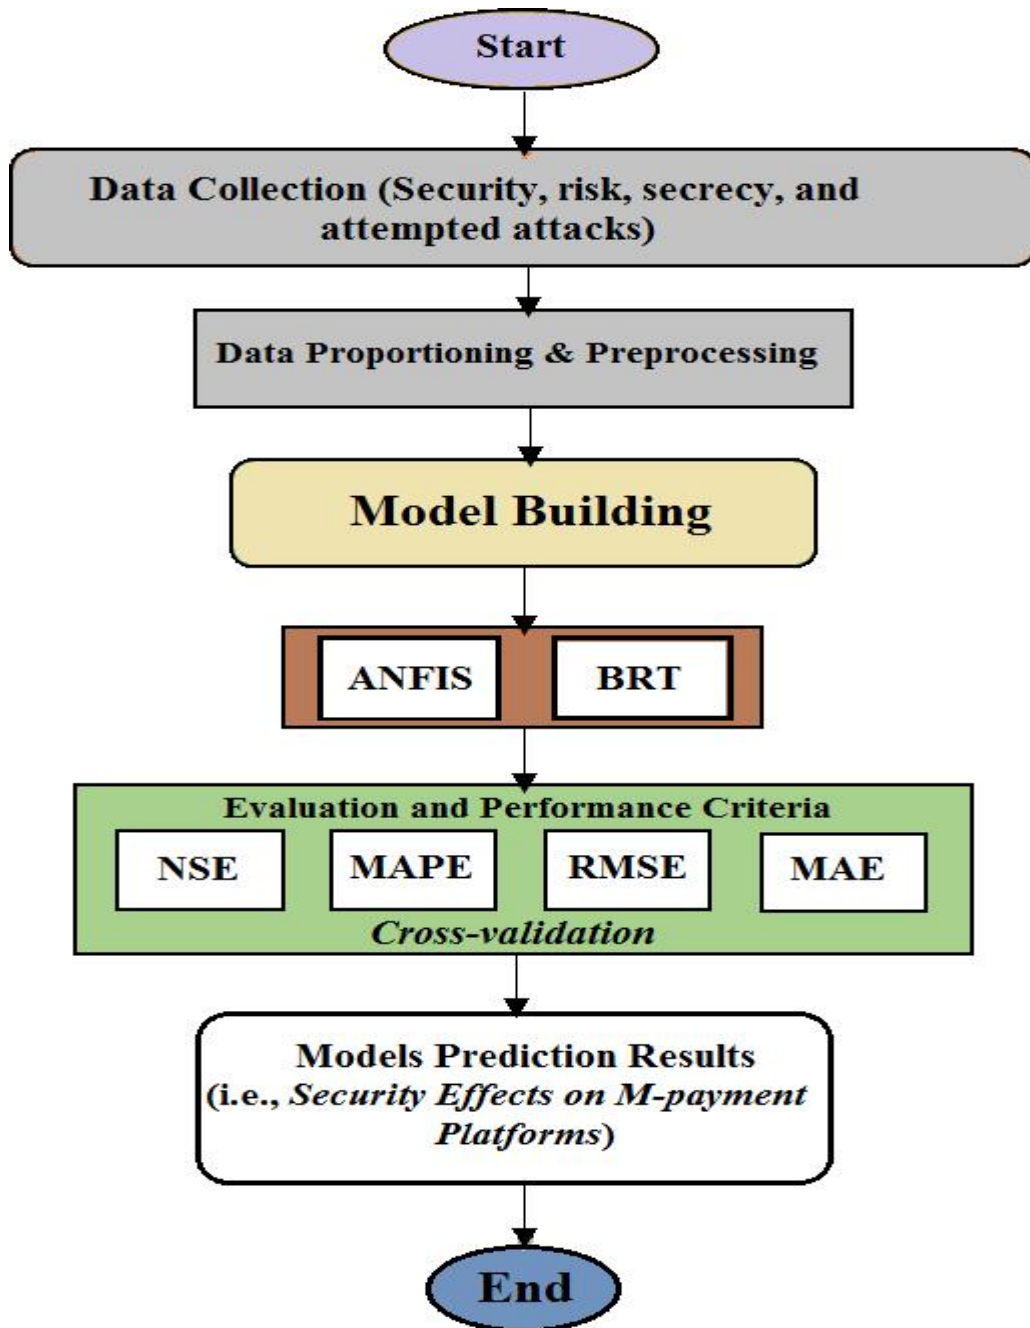 Start
Data Collection (Security, risk, secrecy, and
attempted attacks)
Data Proportioning & Preprocessing
Model Building
ANFIS BRT
Evaluation and Performance Criteria
NSE MAPE RMSE MAE
Cross-validation
Models Prediction Results
(i.e., Security Effects on M-payment
Platforms)
End